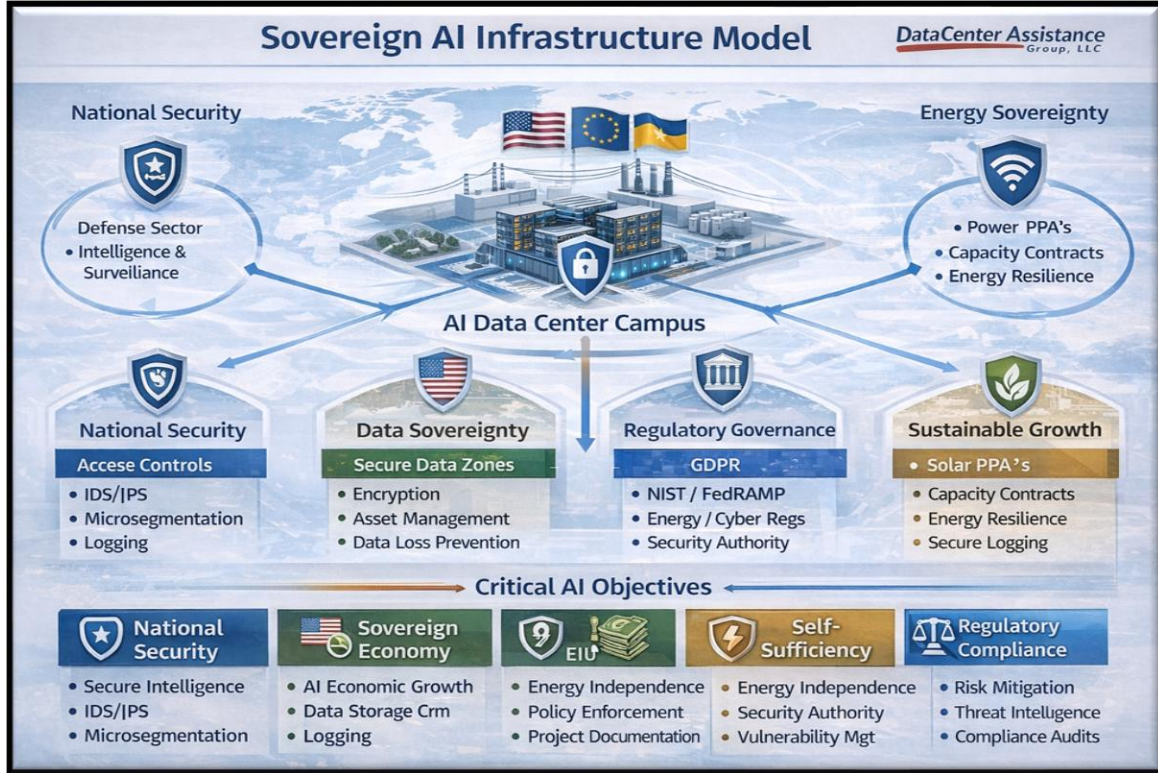 Sovereign AI Infrastructure Model
DataCenter Assistance
Group, LLC
National Security
Defense Sector
• Intelligence &
Surveiliance
Energy Sovereignty
• Power PPA's
• Capacity Contracts
• Energy Resilience
AI Data Center Campus
National Security
Accese Controls
• IDS/|PS
• Microsegmentation
• Logging
Data Sovereignty
Secure Data Zones
• Encryption
• Asset Management
• Data Loss Prevention
Regulatory Governance
GDPR
• NIST / FedRAMP
• Energy / Cyber Regs
• Security Authority
Sustainable Growth
• Solar PPA's
• Capacity Contracts
• Energy Resilience
• Secure Logging
Critical AI Objectives
National
Security
• Secure Intelligence
• IDS/|PS
• Microsegmentation
Sovereign
Economy
• AI Economic Growth
• Data Storage Crm
• Logging
9
EIU
• Energy Independence
• Policy Enforcement
• Project Documentation
Self-
Sufficiency
• Energy Independence
• Security Authority
• Vulnerability Mgt
Regulatory
Compliance
• Risk Mitigation
• Threat Intellugence
• Compliance Audits